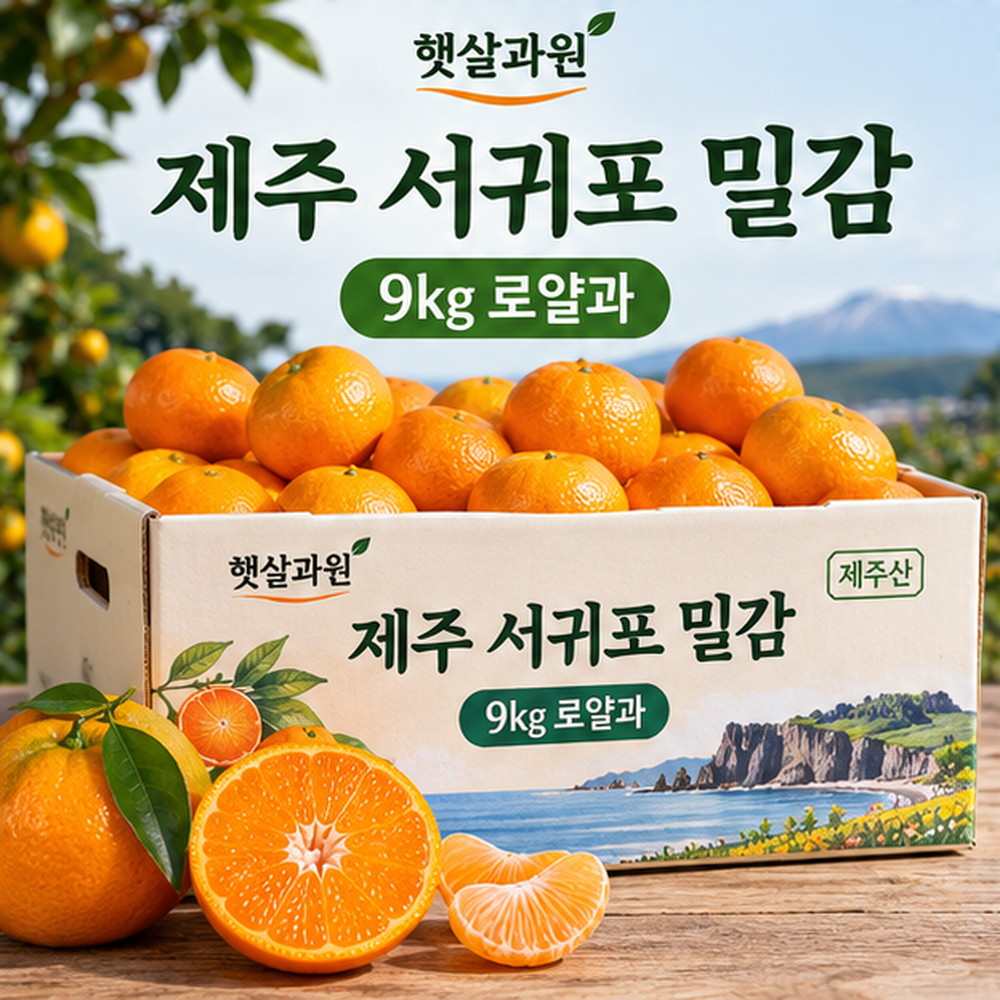 햇살과원
제주 서귀포 밀감
9kg 로얄과
햇살과원
제주산
제주 서귀포 밀감
9kg 로얄과